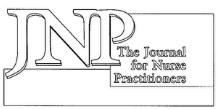 JNP
The Journal
for Nurse
Practitioners